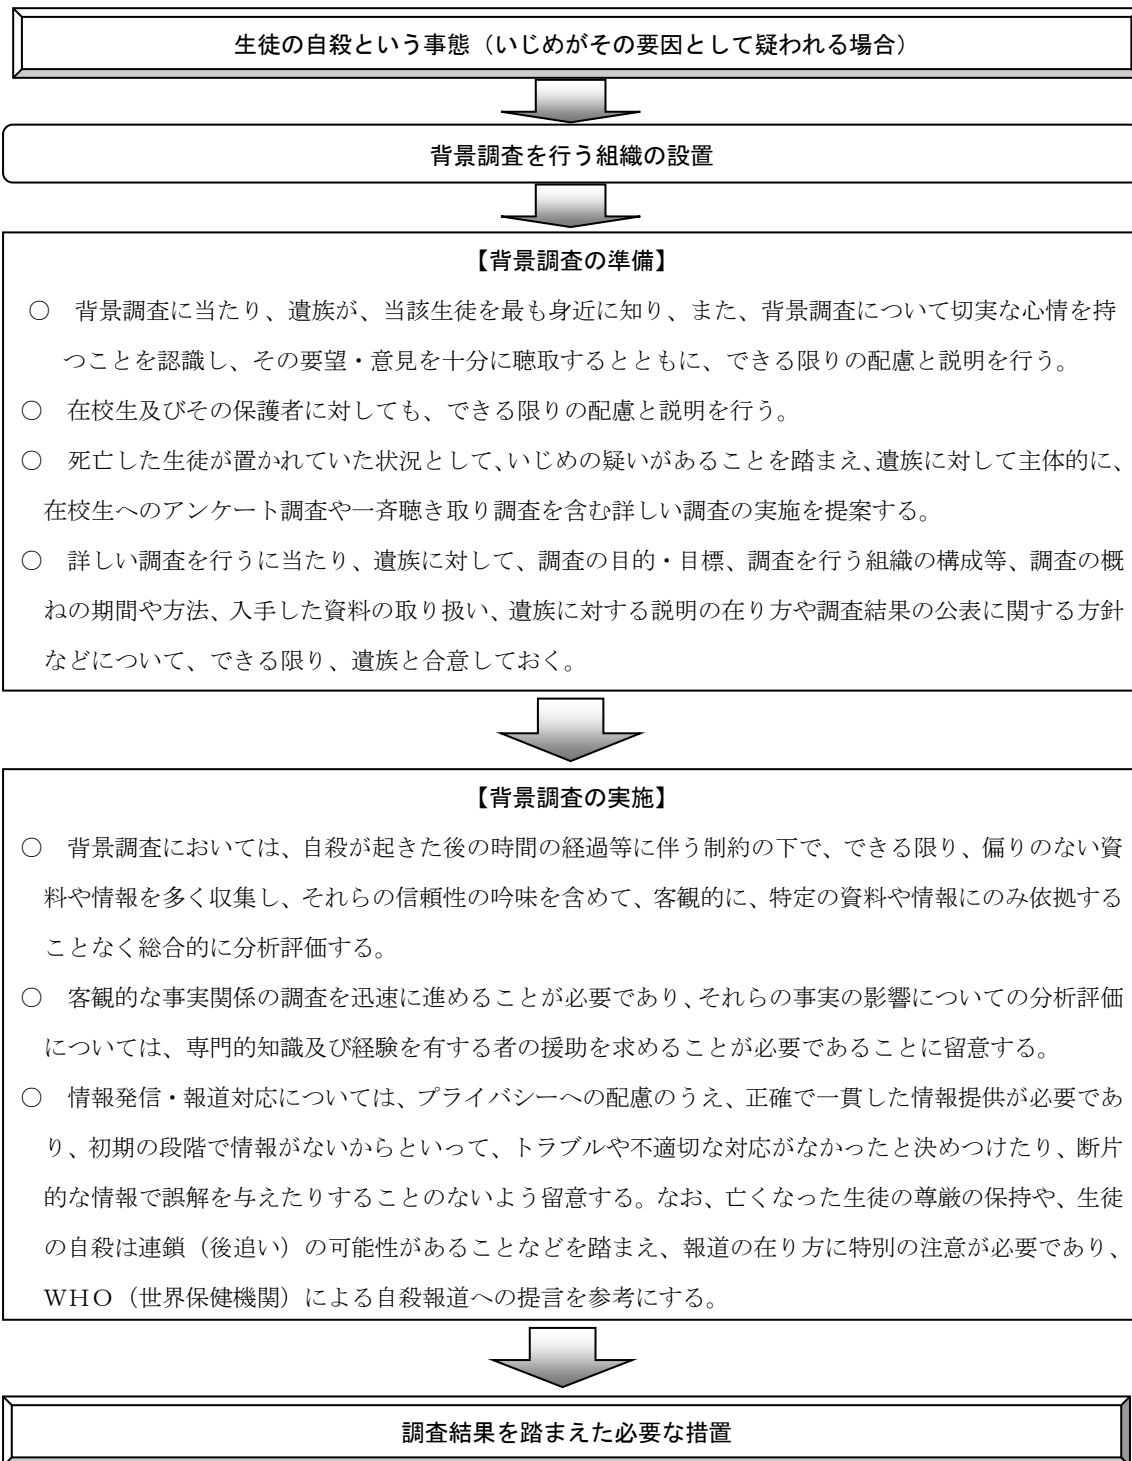 生徒の自殺という事態（いじめがその要因として疑われる場合）
背景調査を行う組織の設置
【背景調査の準備】
○　背景調査に当たり、遺族が、当該生徒を最も身近に知り、また、背景調査について切実な心情を持
つことを認識し、その要望・意見を十分に聴取するとともに、できる限りの配慮と説明を行う。
○　在校生及びその保護者に対しても、できる限りの配慮と説明を行う。
○　死亡した生徒が置かれていた状況として、いじめの疑いがあることを踏まえ、遺族に対して主体的に、
在校生へのアンケート調査や一斉聴き取り調査を含む詳しい調査の実施を提案する。
○　詳しい調査を行うに当たり、遺族に対して、調査の目的・目標、調査を行う組織の構成等、調査の概
ねの期間や方法、入手した資料の取り扱い、遺族に対する説明の在り方や調査結果の公表に関する方針
などについて、できる限り、遺族と合意しておく。
【背景調査の実施】
○　背景調査においては、自殺が起きた後の時間の経過等に伴う制約の下で、できる限り、偏りのない資
料や情報を多く収集し、それらの信頼性の吟味を含めて、客観的に、特定の資料や情報にのみ依拠する
ことなく総合的に分析評価する。
○　客観的な事実関係の調査を迅速に進めることが必要であり、それらの事実の影響についての分析評価
については、専門的知識及び経験を有する者の援助を求めることが必要であることに留意する。
○　情報発信・報道対応については、プライバシーへの配慮のうえ、正確で一貫した情報提供が必要であ
り、初期の段階で情報がないからといって、トラブルや不適切な対応がなかったと決めつけたり、断片
的な情報で誤解を与えたりすることのないよう留意する。なお、亡くなった生徒の尊厳の保持や、生徒
の自殺は連鎖（後追い）の可能性があることなどを踏まえ、報道の在り方に特別の注意が必要であり、
ＷＨＯ（世界保健機関）による自殺報道への提言を参考にする。
調査結果を踏まえた必要な措置